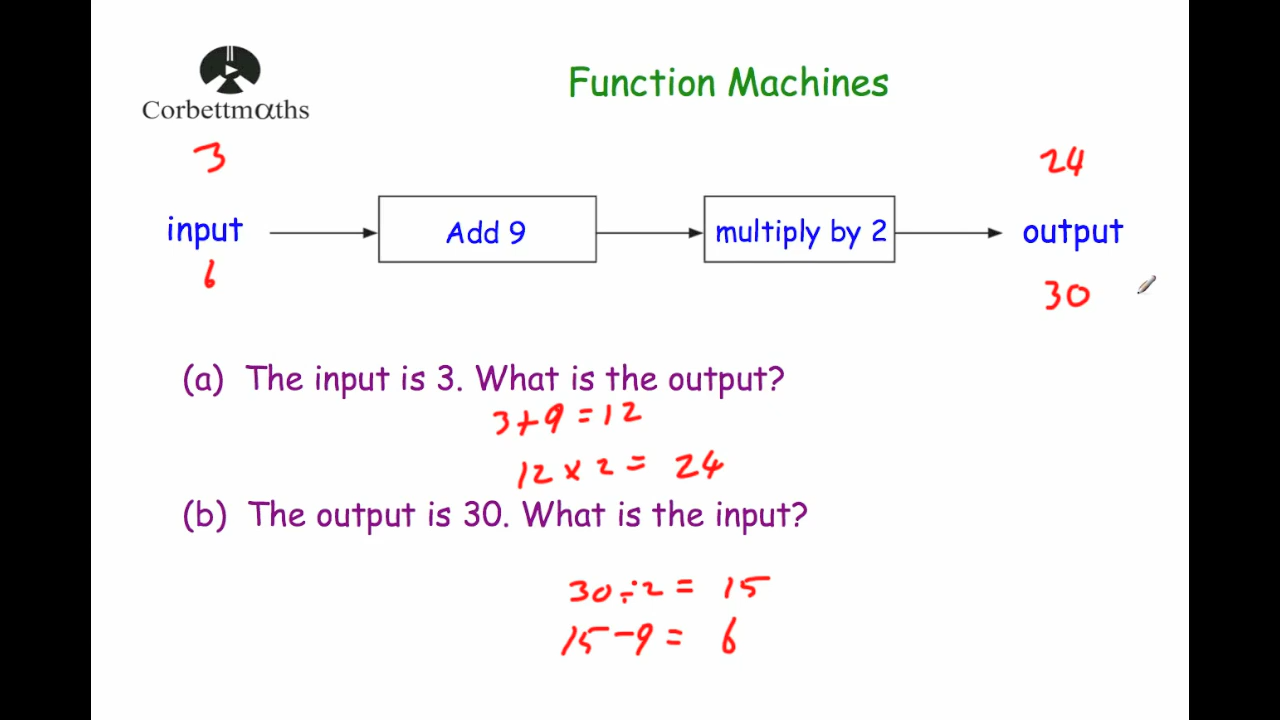 Corbettmαths
Function Machines
3
24
input
Add 9
multiply by 2
output
6
30
(a) The input is 3. What is the output?
3+9=12
12 × 2 = 24
(b) The output is 30. What is the input?
30÷2 = 15
15-9 = 6